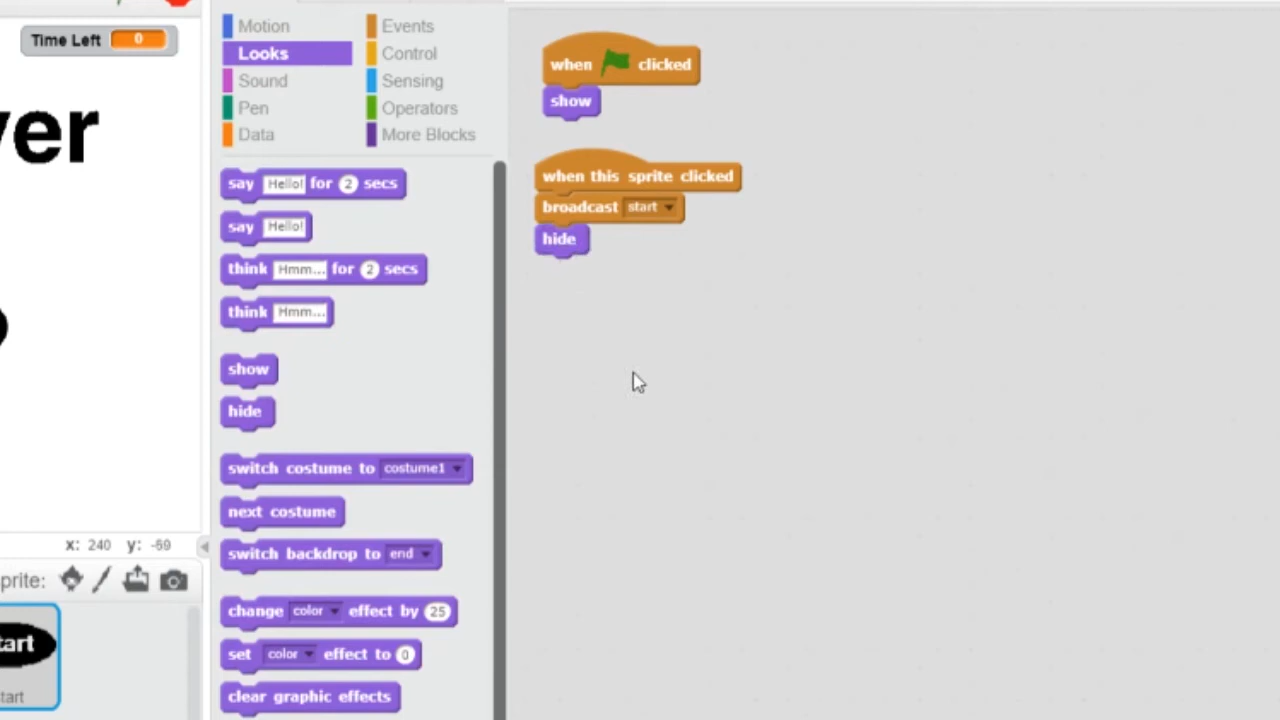 Time Left 0
ver
x: 240 y: -69
prite:
tart
tart
Motion
Looks
Sound
Pen
Data
Events
Control
Sensing
Operators
More Blocks
say Hello! for 2 secs
say Hello!
think Hmm... for 2 secs
think Hmm...
show
hide
switch costume to costume1
next costume
switch backdrop to end
change color effect by 25
set color effect to 0
clear graphic effects
when clicked
show
when this sprite clicked
broadcast start
hide